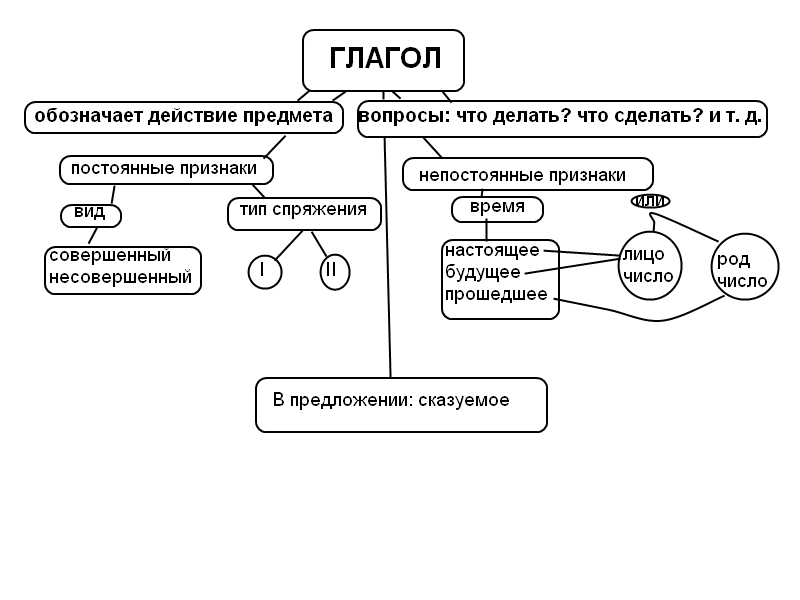 ГЛАГОЛ
обозначает действие предмета
вопросы: что делать? что сделать? и т. д.
постоянные признаки
непостоянные признаки
вид
тип спряжения
время
или
совершенный
несовершенный
I
II
настоящее
будущее
прошедшее
лицо
число
род
число
В предложении: сказуемое